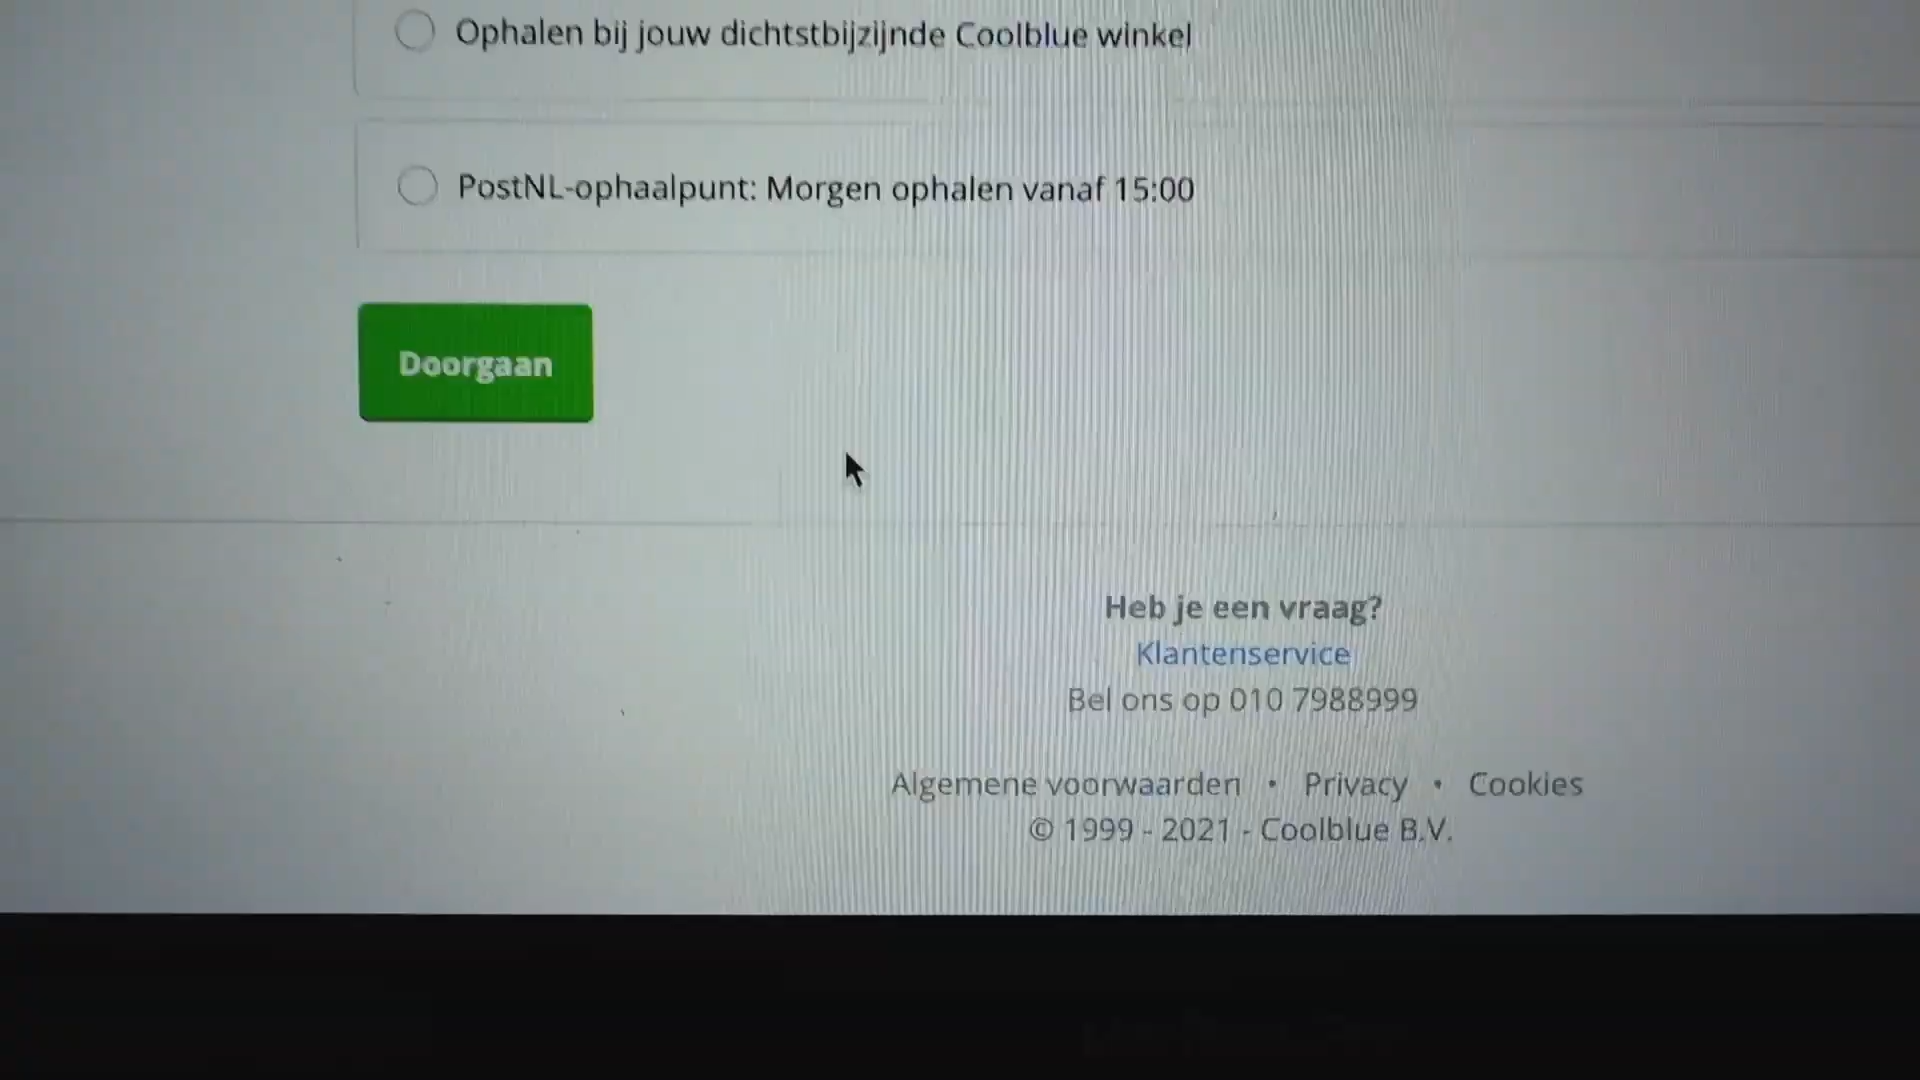 Ophalen bij jouw dichtstbijzijnde Coolblue winkel
PostNL-ophaalpunt: Morgen ophalen vanaf 15:00
Doorgaan
Heb je een vraag?
Klantenservice
Bel ons op 010 7988999
Algemene voorwaarden • Privacy • Cookies
© 1999 - 2021 - Coolblue B.V.